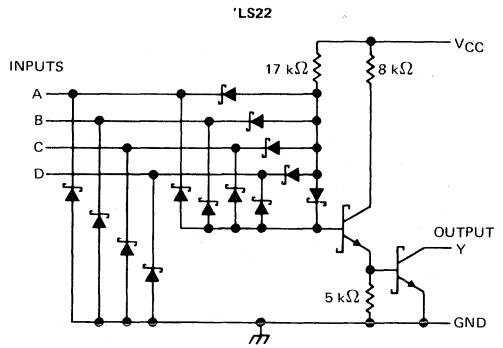 'LS22
VCC
17 kΩ
8 kΩ
INPUTS
A
B
C
D
OUTPUT
Y
5 kΩ
GND